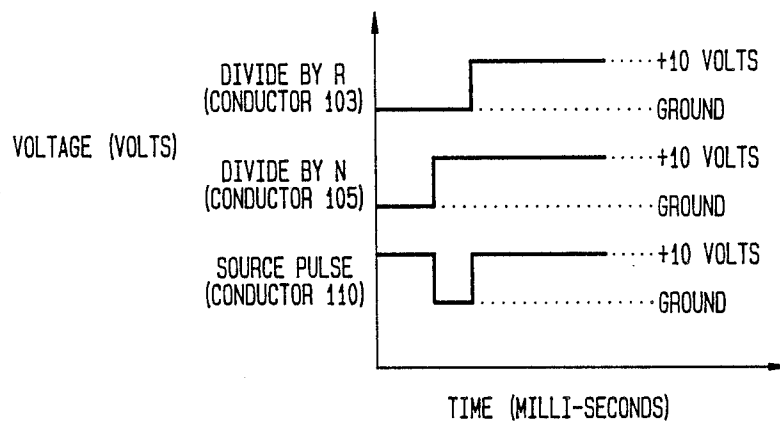 DIVIDE BY R
(CONDUCTOR 103)
+10 VOLTS
GROUND
VOLTAGE (VOLTS)
DIVIDE BY N
(CONDUCTOR 105)
+10 VOLTS
GROUND
SOURCE PULSE
(CONDUCTOR 110)
+10 VOLTS
GROUND
TIME (MILLI-SECONDS)